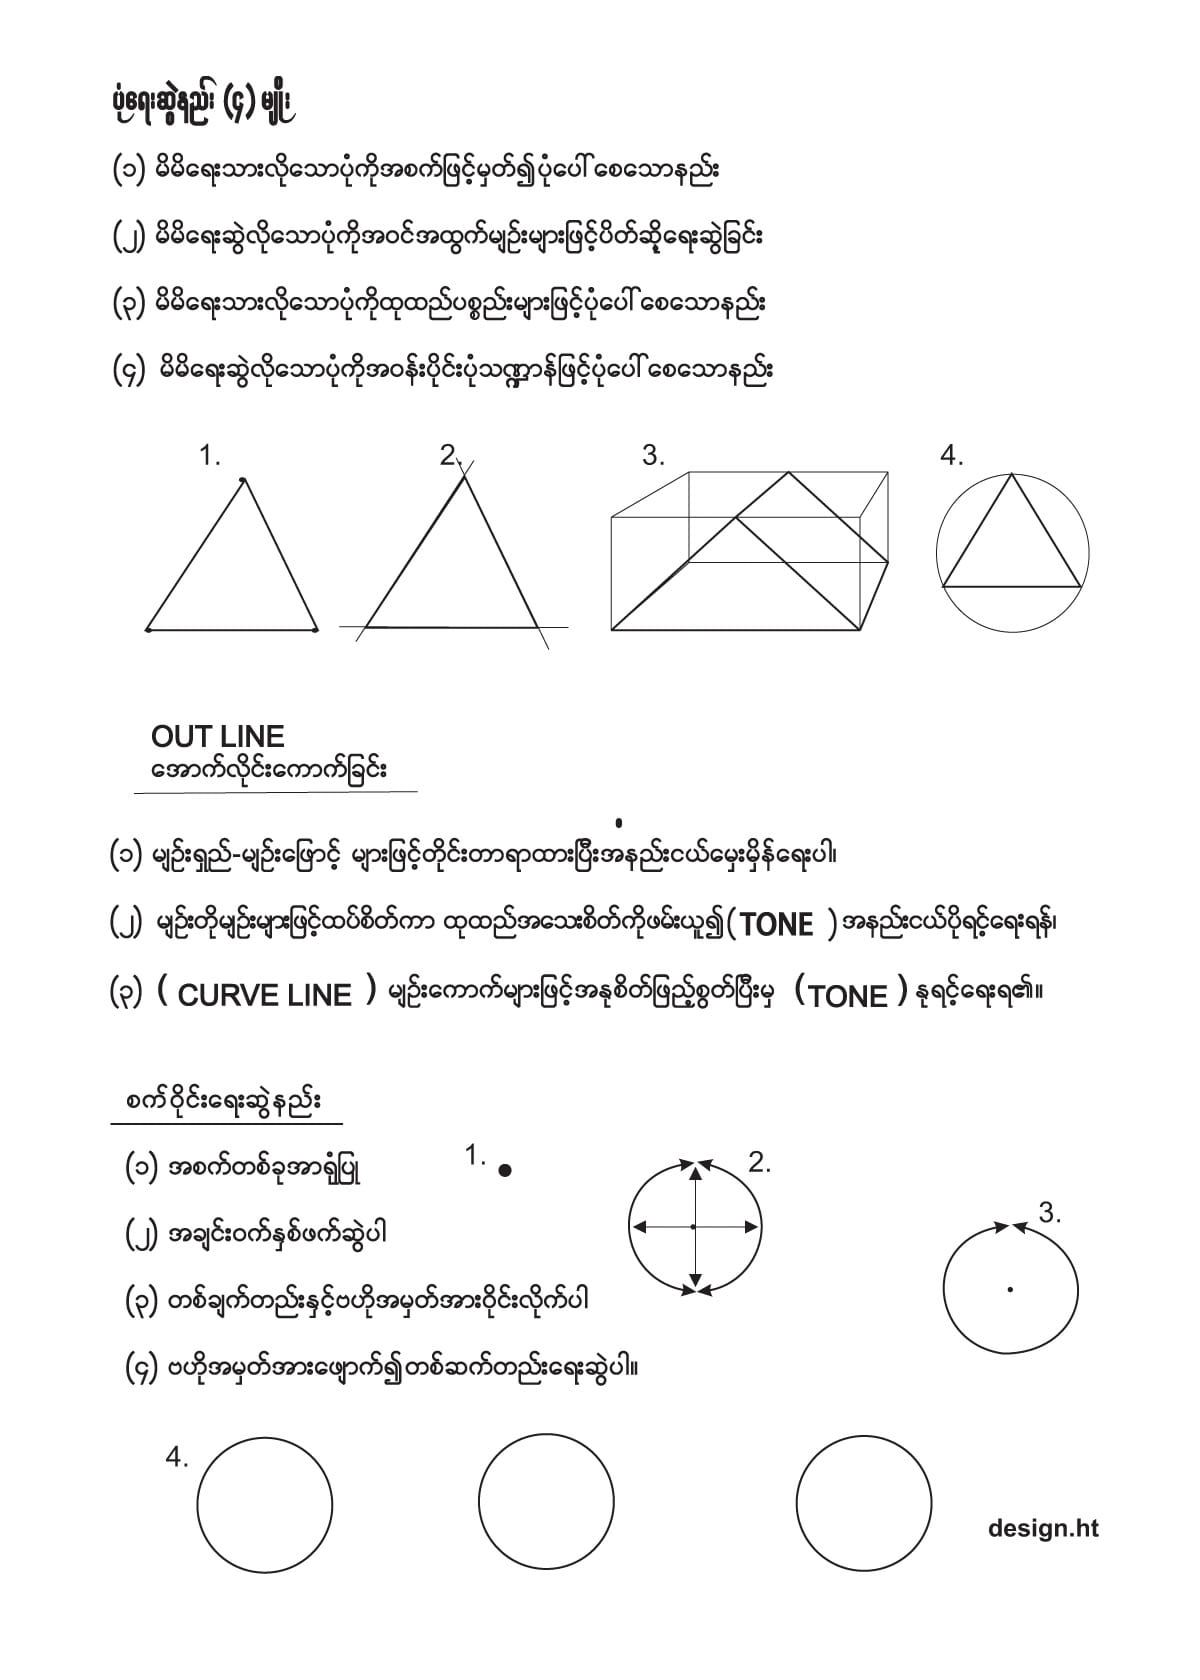 ပုံရေးဆွဲနည်း (၄) မျိုး
(၁) မိမိရေးသားလိုသောပုံကိုအစက်ဖြင့်မှတ်၍ပုံပေါ်စေသောနည်း
(၂) မိမိရေးဆွဲလိုသောပုံကိုအဝင်အထွက်မျဉ်းများဖြင့်ပိတ်ဆို့ရေးဆွဲခြင်း
(၃) မိမိရေးသားလိုသောပုံကိုထုထည်ပစ္စည်းများဖြင့်ပုံပေါ်စေသောနည်း
(၄) မိမိရေးဆွဲလိုသောပုံကိုအဝန်းပိုင်းပုံသဏ္ဍာန်ဖြင့်ပုံပေါ်စေသောနည်း
1. 2. 3. 4.
OUT LINE
အောက်လိုင်းကောက်ခြင်း
(၁) မျဉ်းရှည်-မျဉ်းဖြောင့် များဖြင့်တိုင်းတာရာထားပြီးအနည်းငယ်မှေးမှိန်ရေးပါ၊
(၂) မျဉ်းတိုမျဉ်းများဖြင့်ထပ်စိတ်ကာ ထုထည်အသေးစိတ်ကိုဖမ်းယူ၍(TONE )အနည်းငယ်ပိုရင့်ရေးရန်၊
(၃) ( CURVE LINE ) မျဉ်းကောက်များဖြင့်အနုစိတ်ဖြည့်စွတ်ပြီးမှ (TONE ) နုရင့်ရေးရ၏။
စက်ဝိုင်းရေးဆွဲနည်း
(၁) အစက်တစ်ခုအာရုံပြု
(၂) အချင်းဝက်နှစ်ဖက်ဆွဲပါ
(၃) တစ်ချက်တည်းနှင့်ဗဟိုအမှတ်အားဝိုင်းလိုက်ပါ
(၄) ဗဟိုအမှတ်အားဖျောက်၍တစ်ဆက်တည်းရေးဆွဲပါ။
1.
2.
3.
4.
design.ht